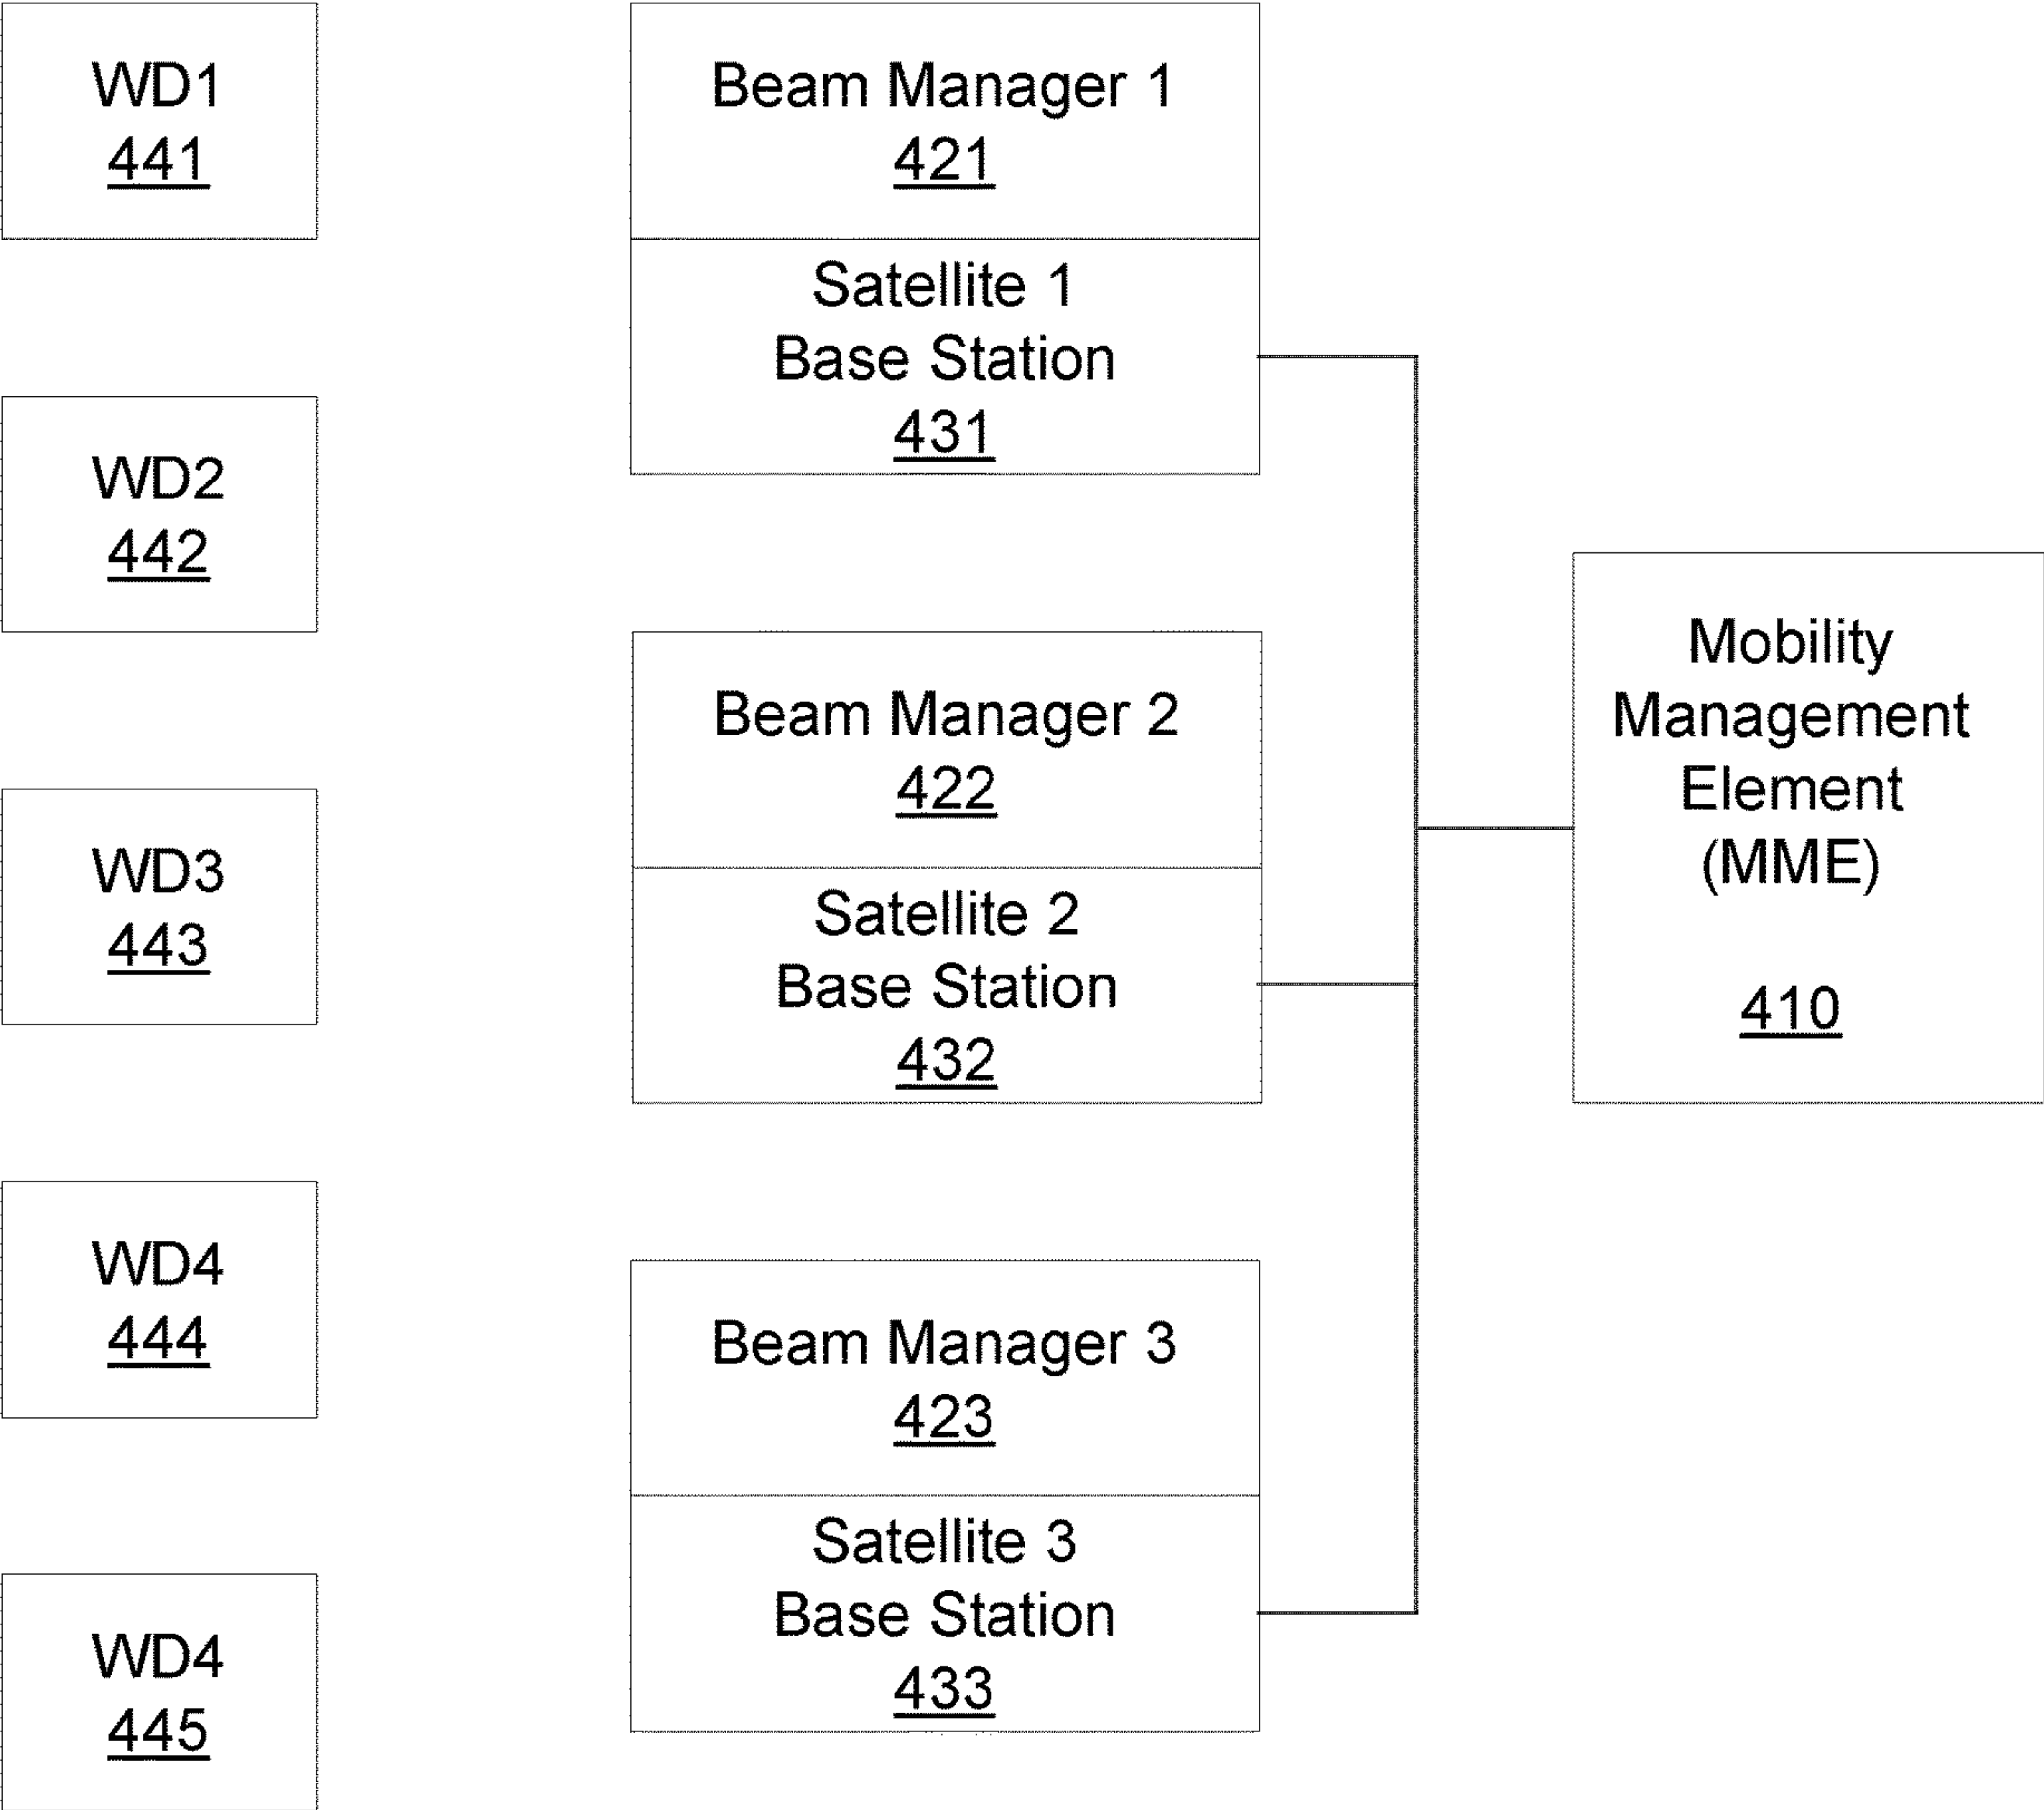 WD1
441
WD2
442
WD3
443
WD4
444
WD4
445
Beam Manager 1
421
Satellite 1
Base Station
431
Beam Manager 2
422
Satellite 2
Base Station
432
Beam Manager 3
423
Satellite 3
Base Station
433
Mobility
Management
Element
(MME)
410